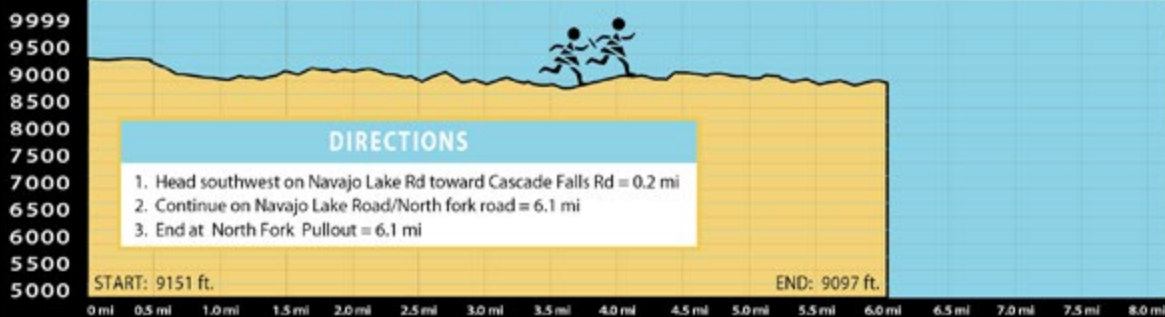 9999
9500
9000
8500
8000
7500
7000
6500
6000
5500
5000
DIRECTIONS
1. Head southwest on Navajo Lake Rd toward Cascade Falls Rd = 0.2 mi
2. Continue on Navajo Lake Road/North fork road = 6.1 mi
3. End at North Fork Pullout = 6.1 mi
START: 9151 ft. END: 9097 ft.
0 mi 0.5 mi 1.0 mi 1.5 mi 2.0 mi 2.5 mi 3.0 mi 3.5 mi 4.0 mi 4.5 mi 5.0 mi 5.5 mi 6.0 mi 6.5 mi 7.0 mi 7.5 mi 8.0 mi